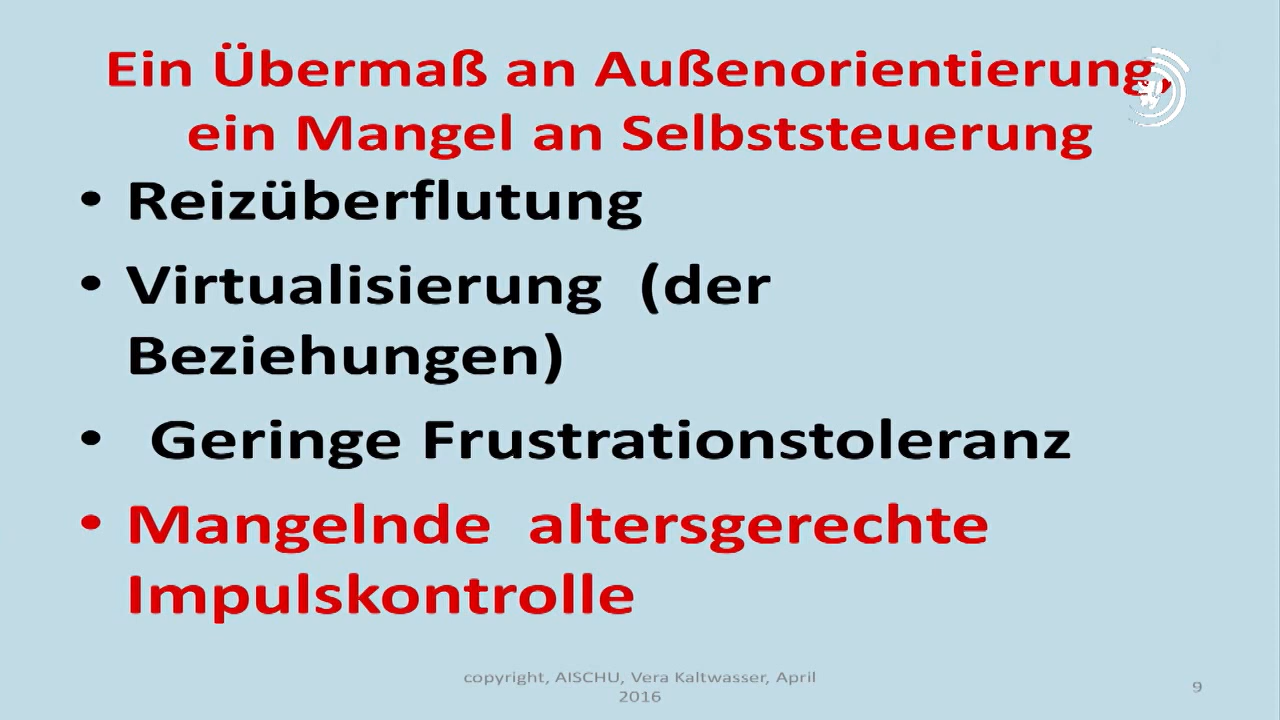 Ein Übermaß an Außenorientierung,
ein Mangel an Selbststeuerung
• Reizüberflutung
• Virtualisierung (der
Beziehungen)
• Geringe Frustrationstoleranz
• Mangelnde altersgerechte
Impulskontrolle
copyright, AISCHU, Vera Kaltwasser, April
2016
9